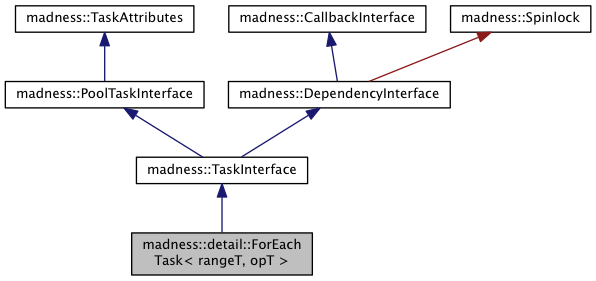 madness::TaskAttributes
madness::CallbackInterface
madness::Spinlock
madness::PoolTaskInterface
madness::DependencyInterface
madness::TaskInterface
madness::detail::ForEach
Task< rangeT, opT >